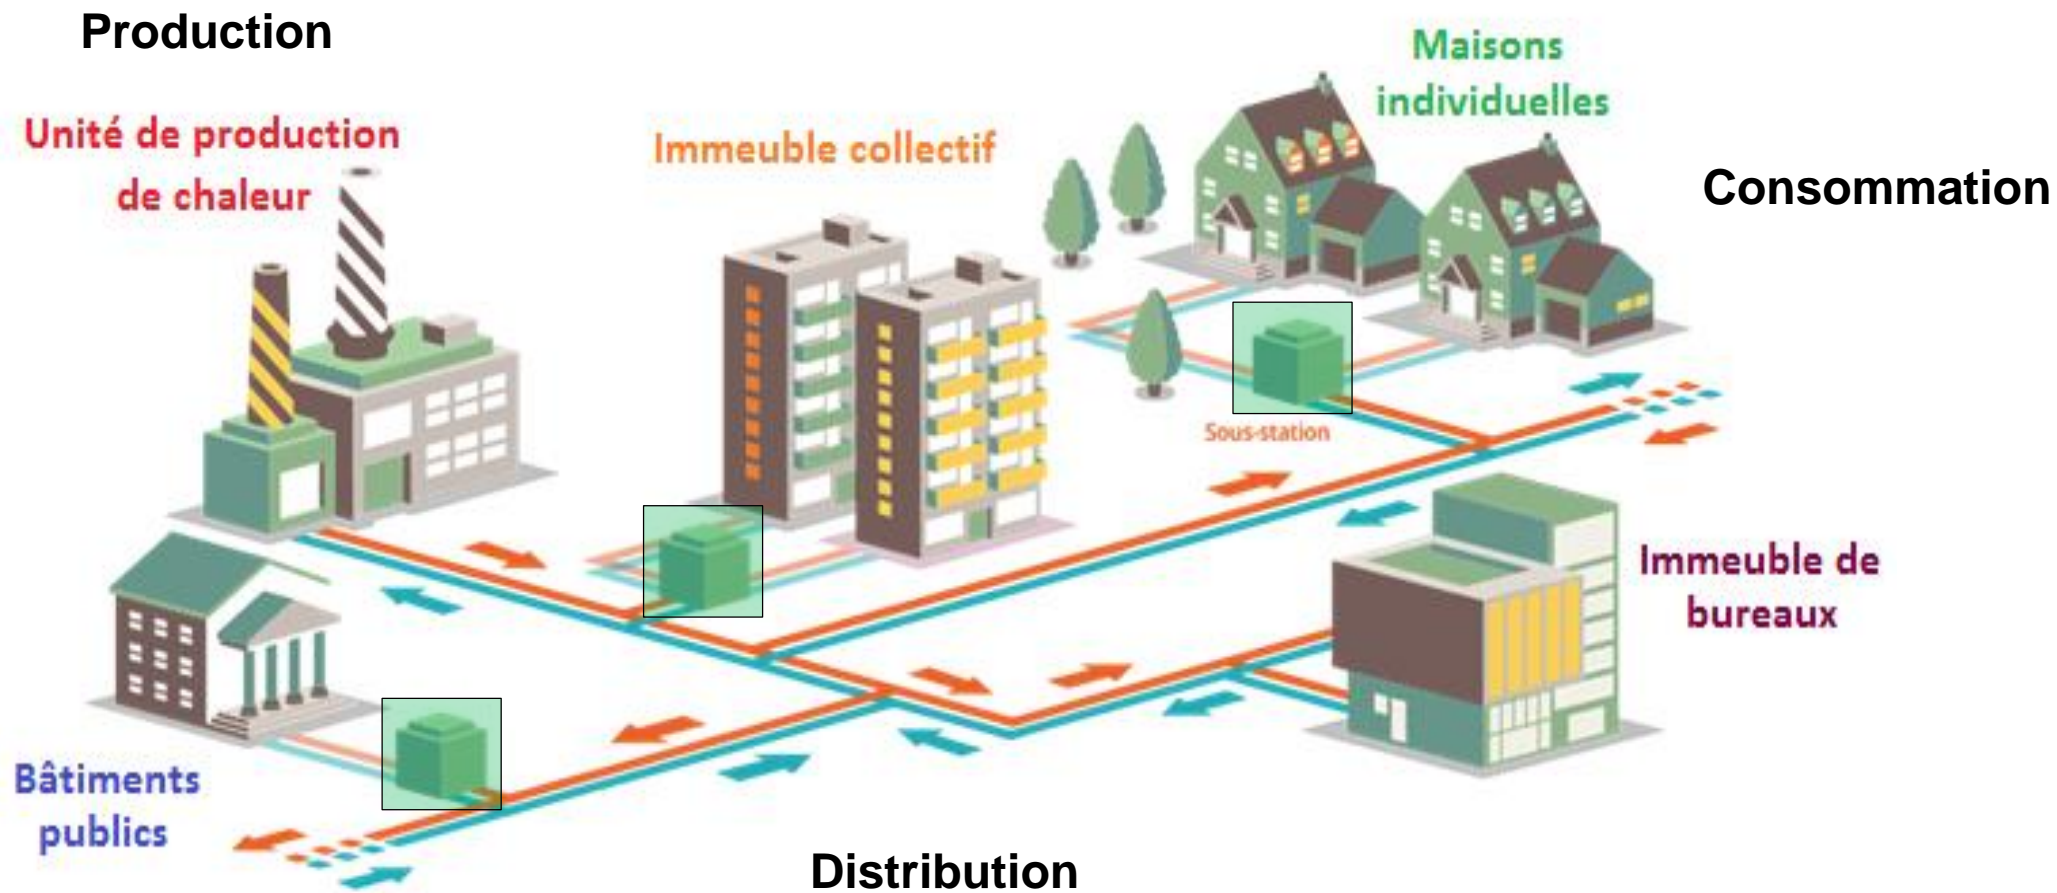 Production
Unité de production
de chaleur
Immeuble collectif
Maisons
individuelles
Consommation
Sous-station
Immeuble de
bureaux
Bâtiments
publics
Distribution